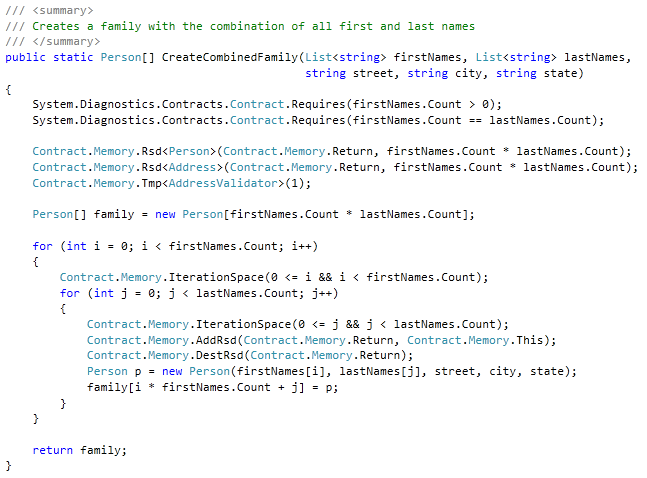 /// <summary>
/// Creates a family with the combination of all first and last names
/// </summary>
public static Person[] CreateCombinedFamily(List<string> firstNames, List<string> lastNames,
                                            string street, string city, string state)
{
    System.Diagnostics.Contracts.Contract.Requires(firstNames.Count > 0);
    System.Diagnostics.Contracts.Contract.Requires(firstNames.Count == lastNames.Count);

    Contract.Memory.Rsd<Person>(Contract.Memory.Return, firstNames.Count * lastNames.Count);
    Contract.Memory.Rsd<Address>(Contract.Memory.Return, firstNames.Count * lastNames.Count);
    Contract.Memory.Tmp<AddressValidator>(1);

    Person[] family = new Person[firstNames.Count * lastNames.Count];

    for (int i = 0; i < firstNames.Count; i++)
    {
        Contract.Memory.IterationSpace(0 <= i && i < firstNames.Count);
        for (int j = 0; j < lastNames.Count; j++)
        {
            Contract.Memory.IterationSpace(0 <= j && j < lastNames.Count);
            Contract.Memory.AddRsd(Contract.Memory.Return, Contract.Memory.This);
            Contract.Memory.DestRsd(Contract.Memory.Return);
            Person p = new Person(firstNames[i], lastNames[j], street, city, state);
            family[i * firstNames.Count + j] = p;
        }
    }

    return family;
}